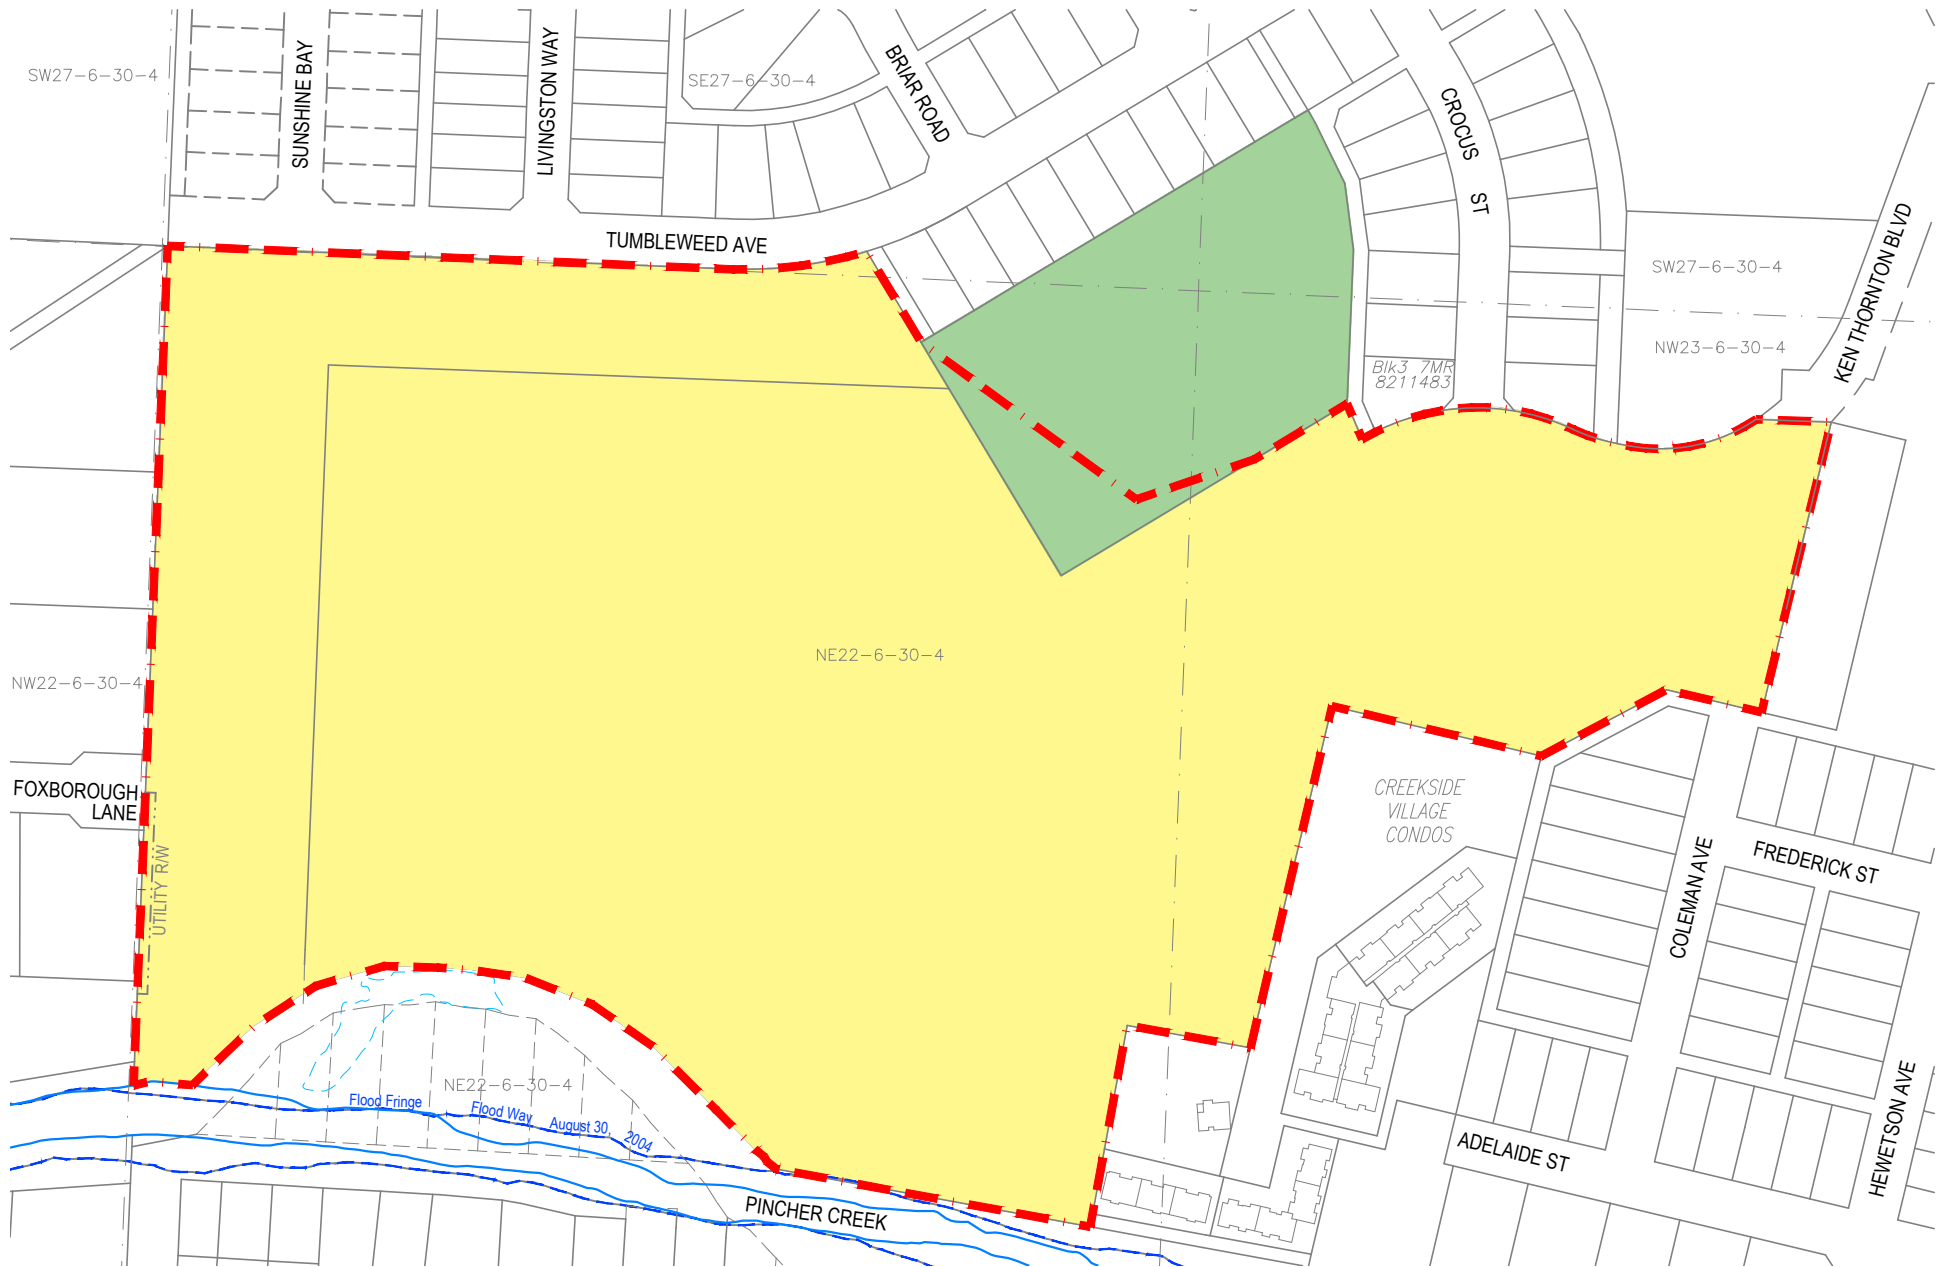 SW27-6-30-4
SUNSHINE BAY
LIVINGSTON WAY
SE27-6-30-4
BRIAR ROAD
CROCUS ST
TUMBLEWEED AVE
SW27-6-30-4
KEN THORNTON BLVD
NW23-6-30-4
Blk3 7MR
8211483
NE22-6-30-4
NW22-6-30-4
FOXBOROUGH
LANE
UTILITY R/W
CREEKSIDE
VILLAGE
CONDOS
COLEMAN AVE
FREDERICK ST
NE22-6-30-4
Flood Fringe
Flood Way
August 30, 2004
PINCHER CREEK
ADELAIDE ST
HEWETSON AVE